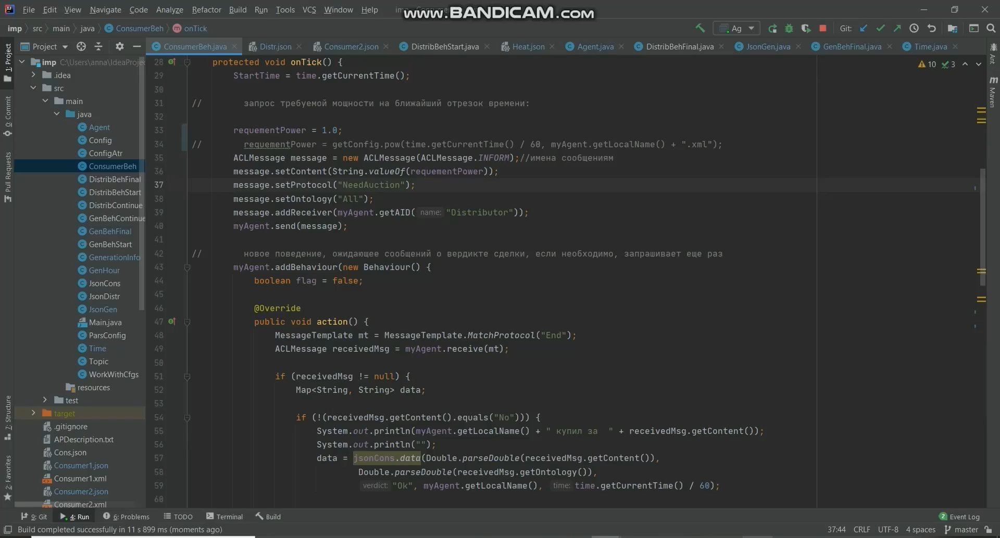 File Edit View Navigate Code Analyze Refactor Build Run Tools VCS Window Help
www.BANDICAM.com
imp src main java ConsumerBeh onTick
Ag Git:
Project
ConsumerBeh.java Distr.json Consumer2.json DistribBehStart.java Heat.json Agent.java DistribBehFinal.java JsonGen.java GenBehFinal.java Time.java
1: Project
0: Commit
Pull Requests
7: Structure
2: Favorites
imp C:\Users\anna\IdeaProjec
.idea
src
main
java
Agent
Config
ConfigAtr
ConsumerBeh
DistribBehFinal
DistribBehStart
DistribContinue
GenBehContinue
GenBehFinal
GenBehStart
GenerationInfo
GenHour
JsonCons
JsonDistr
JsonGen
Main.java
ParsConfig
Time
Topic
WorkWithCfgs
resources
test
target
.gitignore
APDescription.txt
Cons.json
Consumer1.json
Consumer1.xml
Consumer2.json
Consumer2.xml
10 3
28 protected void onTick() {
29 StartTime = time.getCurrentTime();
30
31 // запрос требуемой мощности на ближайший отрезок времени:
32
33 requementPower = 1.0;
34 // requementPower = getConfig.pow(time.getCurrentTime() / 60, myAgent.getLocalName() + ".xml");
35 ACLMessage message = new ACLMessage(ACLMessage.INFORM);//имена сообщениям
36 message.setContent(String.valueOf(requementPower));
37 message.setProtocol("NeedAuction");
38 message.setOntology("All");
39 message.addReceiver(myAgent.getAID( name: "Distributor"));
40 myAgent.send(message);
41
42 // новое поведение, ожидающее сообщений о вердикте сделки, если необходимо, запрашивает еще раз
43 myAgent.addBehaviour(new Behaviour() {
44 boolean flag = false;
45
46 @Override
47 public void action() {
48 MessageTemplate mt = MessageTemplate.MatchProtocol("End");
49 ACLMessage receivedMsg = myAgent.receive(mt);
50
51 if (receivedMsg != null) {
52 Map<String, String> data;
53
54 if (!(receivedMsg.getContent().equals("No"))) {
55 System.out.println(myAgent.getLocalName() + " купил за  " + receivedMsg.getContent());
56 System.out.println("");
57 data = jsonCons.data(Double.parseDouble(receivedMsg.getContent()),
58 Double.parseDouble(receivedMsg.getOntology()),
59 verdict: "Ok", myAgent.getLocalName(), time: time.getCurrentTime() / 60);
60
Ant
Maven
9: Git 4: Run 6: Problems TODO Terminal Build 2 Event Log
Build completed successfully in 11 s 899 ms (moments ago) 37:44 CRLF UTF-8 4 spaces master